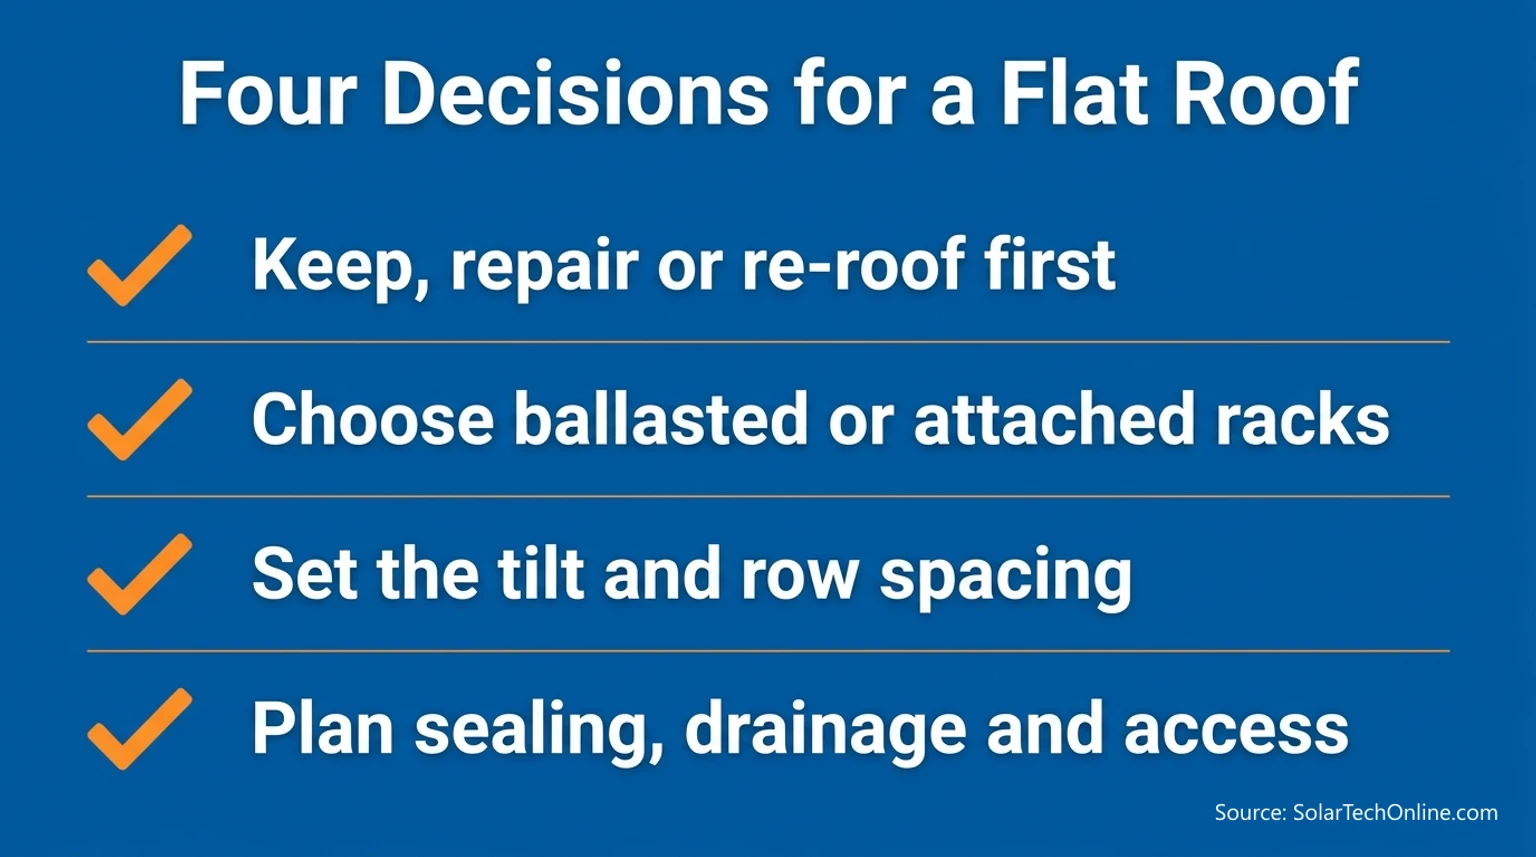 Four Decisions for a Flat Roof
Keep, repair or re-roof first
Choose ballasted or attached racks
Set the tilt and row spacing
Plan sealing, drainage and access
Source: SolarTechOnline.com